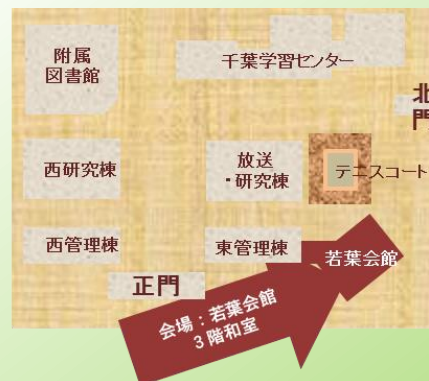 附属
図書館
千葉学習センター
北
門
西研究棟
放送
・研究棟
テニスコート
西管理棟
東管理棟
若葉会館
正門
会場：若葉会館
３階和室